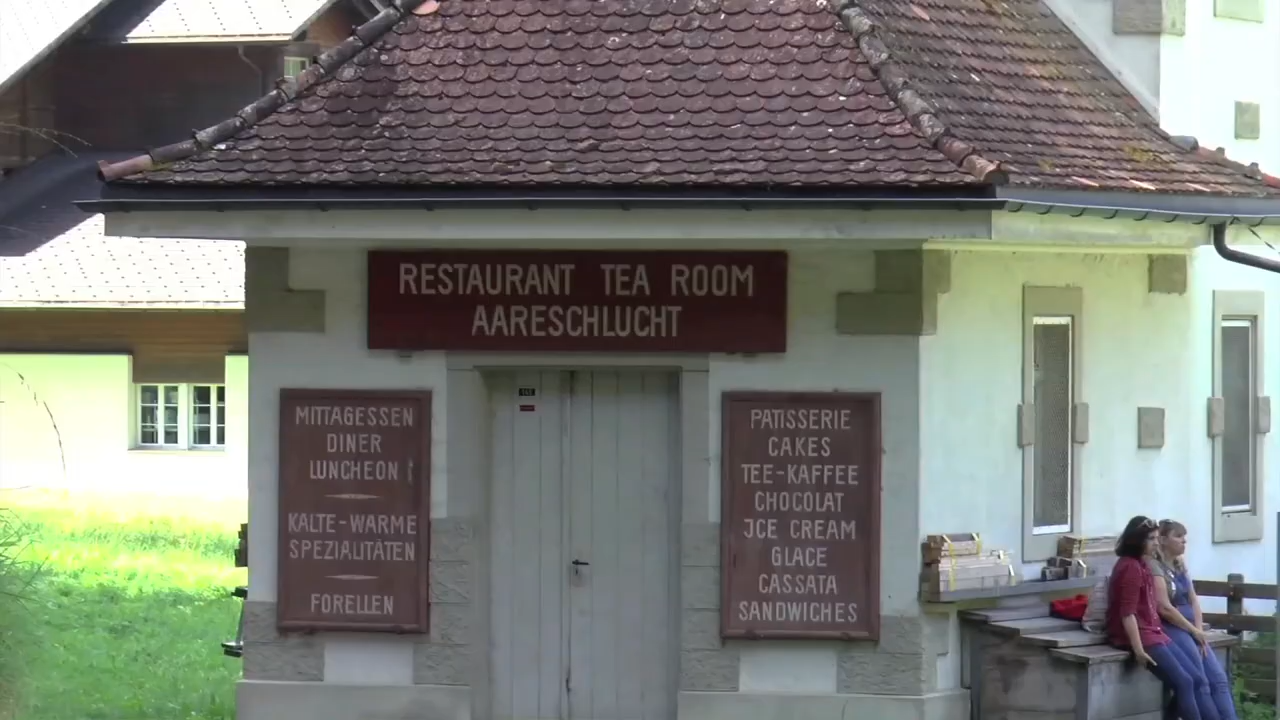 RESTAURANT TEA ROOM
AARESCHLUCHT
MITTAGESSEN
DINER
LUNCHEON
KALTE-WARME
SPEZIALITÄTEN
FORELLEN
PATISSERIE
CAKES
TEE-KAFFEE
CHOCOLAT
JCE CREAM
GLACE
CASSATA
SANDWICHES